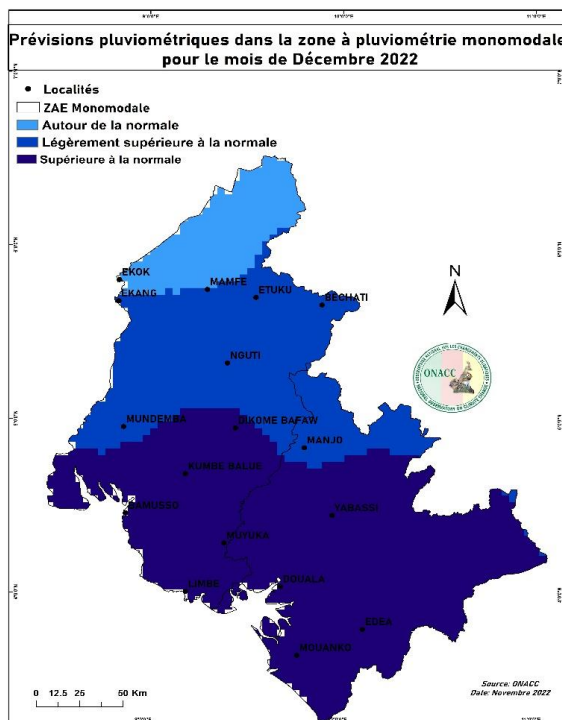 Prévisions pluviométriques dans la zone à pluviométrie monomodale
pour le mois de Décembre 2022
Localités
ZAE Monomodale
Autour de la normale
Légèrement supérieure à la normale
Supérieure à la normale
N
EKOK
EKANG
MAMFE
ETUKU
BECHATI
NGUTI
ONACC
MUNDEMBA
DIKOME BAFAW
MANJO
KUMBE BALUE
BAMUSSO
YABASSI
MUYUKA
LIMBE
DOUALA
EDEA
MOUANKO
0 12.5 25 50 Km
Source: ONACC
Date: Novembre 2022